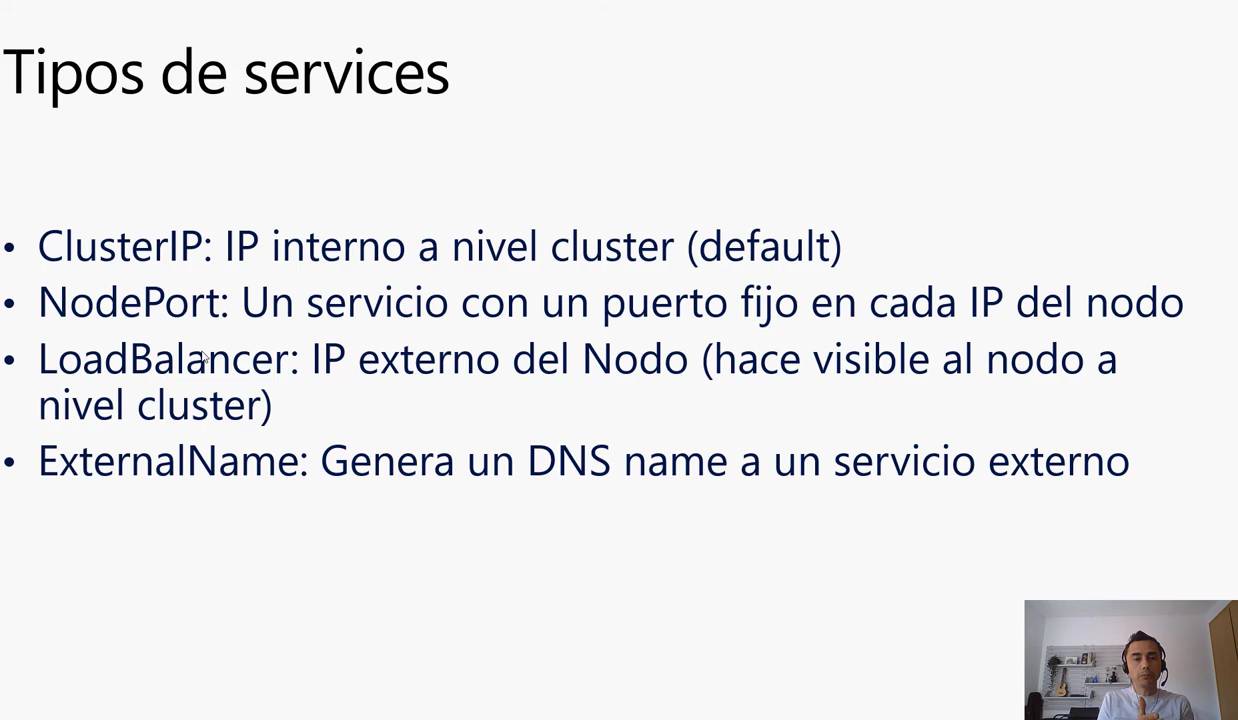 Tipos de services
• ClusterIP: IP interno a nivel cluster (default)
• NodePort: Un servicio con un puerto fijo en cada IP del nodo
• LoadBalancer: IP externo del Nodo (hace visible al nodo a
nivel cluster)
• ExternalName: Genera un DNS name a un servicio externo